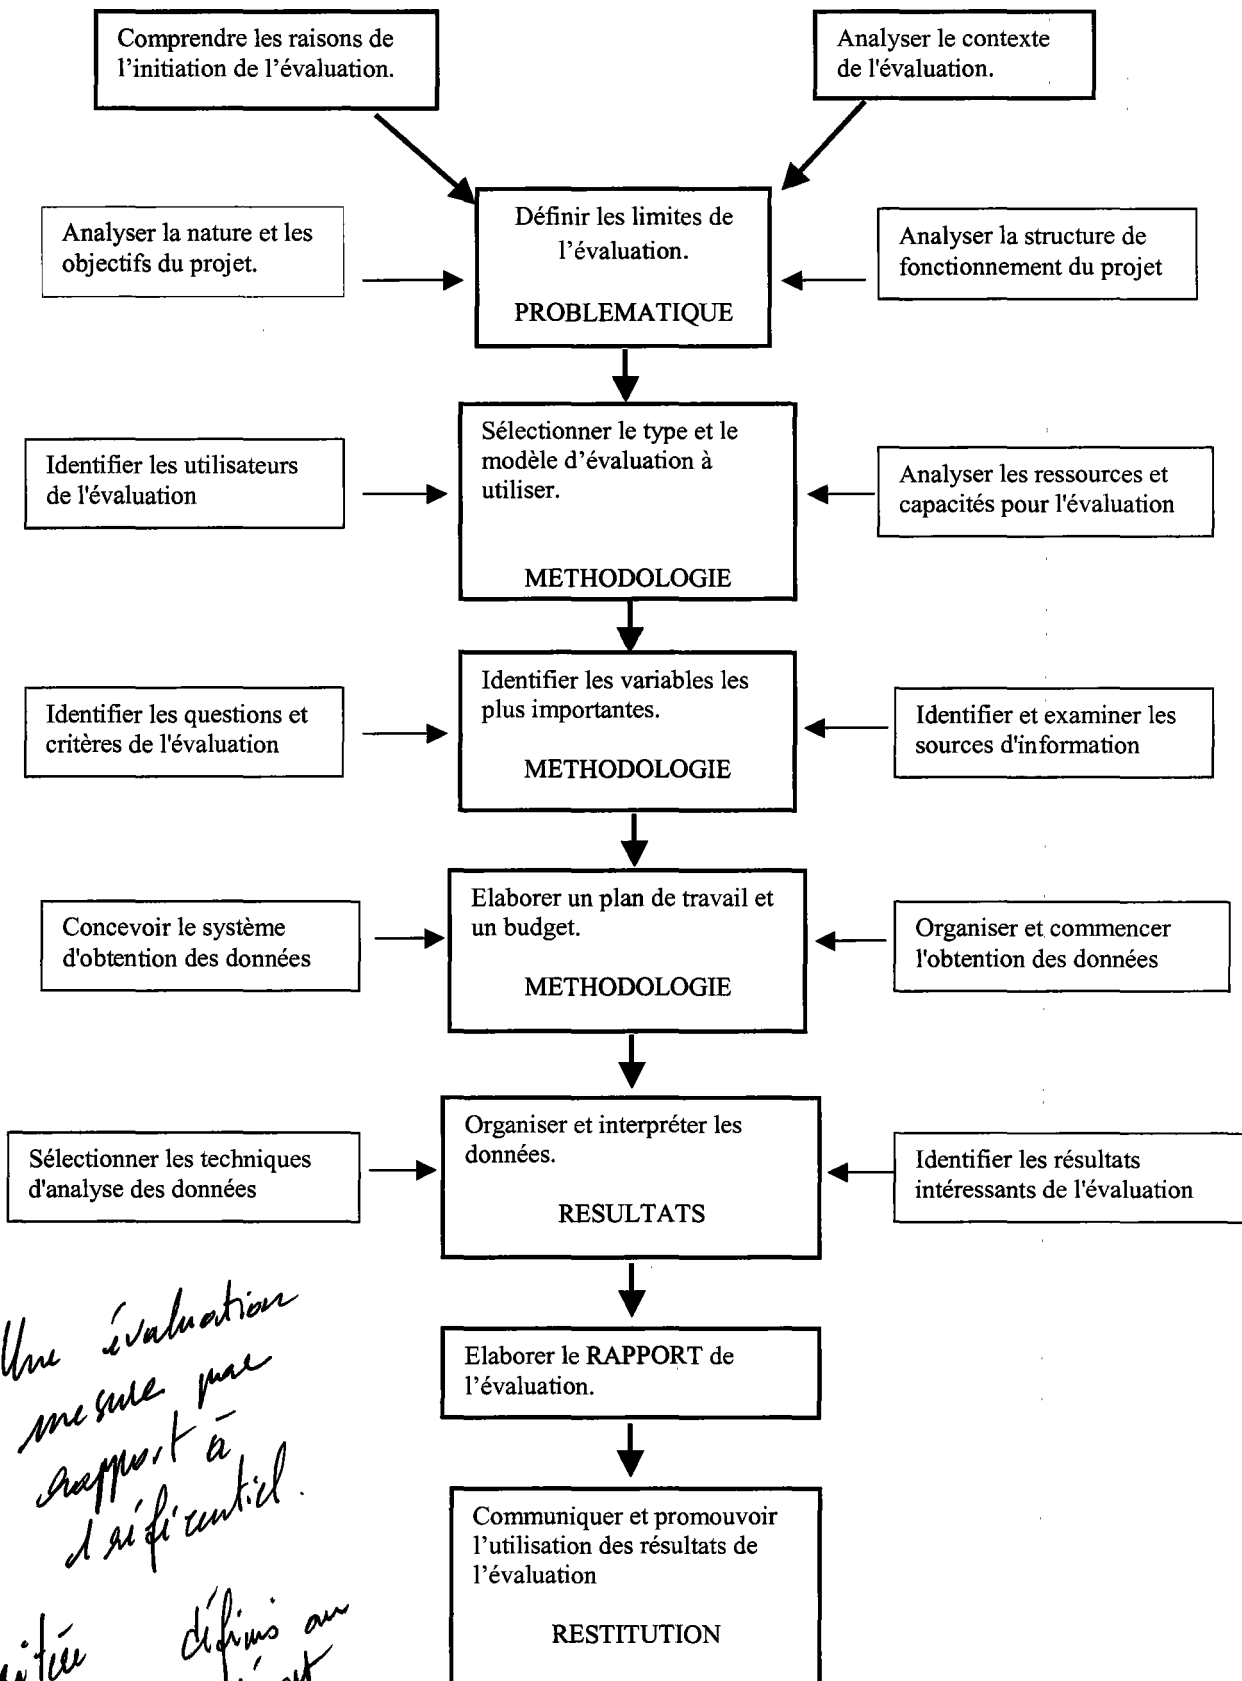 Comprendre les raisons de
l'initiation de l'évaluation.
Analyser le contexte
de l'évaluation.
Analyser la nature et les
objectifs du projet.
Définir les limites de
l'évaluation.
PROBLEMATIQUE
Analyser la structure de
fonctionnement du projet
Identifier les utilisateurs
de l'évaluation
Sélectionner le type et le
modèle d'évaluation à
utiliser.
METHODOLOGIE
Analyser les ressources et
capacités pour l'évaluation
Identifier les questions et
critères de l'évaluation
Identifier les variables les
plus importantes.
METHODOLOGIE
Identifier et examiner les
sources d'information
Concevoir le système
d'obtention des données
Elaborer un plan de travail et
un budget.
METHODOLOGIE
Organiser et commencer
l'obtention des données
Sélectionner les techniques
d'analyse des données
Organiser et interpréter les
données.
RESULTATS
Identifier les résultats
intéressants de l'évaluation
Une évaluation
mesure par
rapport à
1 référentiel.
Elaborer le RAPPORT de
l'évaluation.
Communiquer et promouvoir
l'utilisation des résultats de
l'évaluation
RESTITUTION
définis au